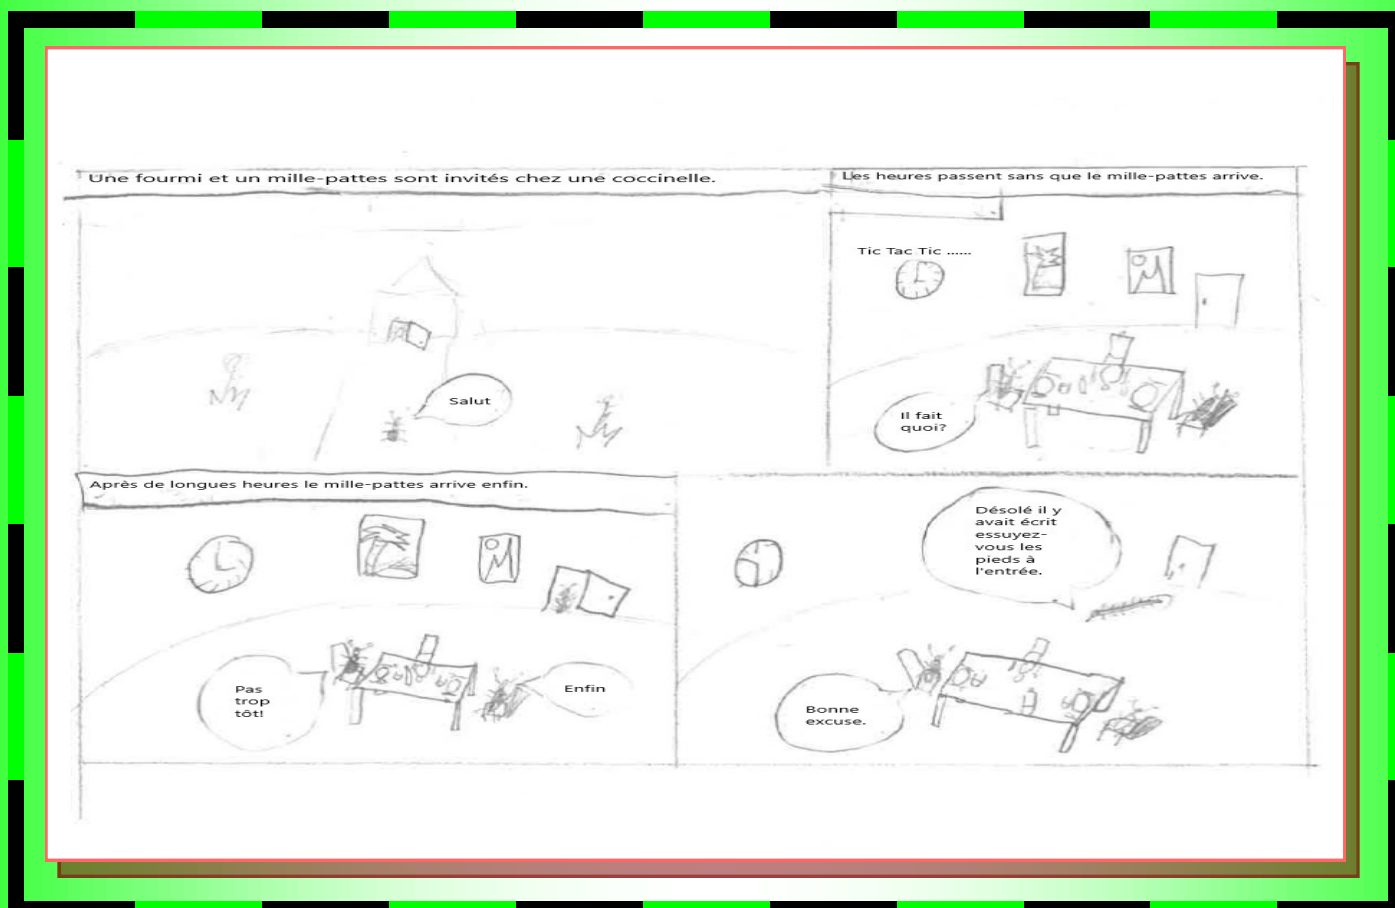 Une fourmi et un mille-pattes sont invités chez une coccinelle.
Salut
Les heures passent sans que le mille-pattes arrive.
Tic Tac Tic ......
Il fait
quoi?
Après de longues heures le mille-pattes arrive enfin.
Pas
trop
tôt!
Enfin
Désolé il y
avait écrit
essuyez-
vous les
pieds à
l'entrée.
Bonne
excuse.